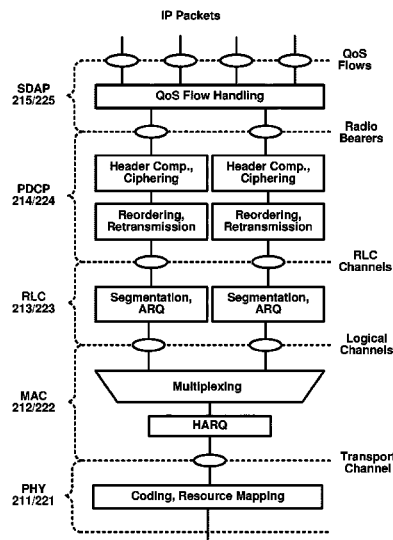 IP Packets
QoS
Flows
SDAP
215/225
QoS Flow Handling
Radio
Bearers
Header Comp.,
Ciphering
Header Comp.,
Ciphering
PDCP
214/224
Reordering,
Retransmission
Reordering,
Retransmission
RLC
Channels
RLC
213/223
Segmentation,
ARQ
Segmentation,
ARQ
Logical
Channels
MAC
212/222
Multiplexing
HARQ
Transport
Channel
PHY
211/221
Coding, Resource Mapping